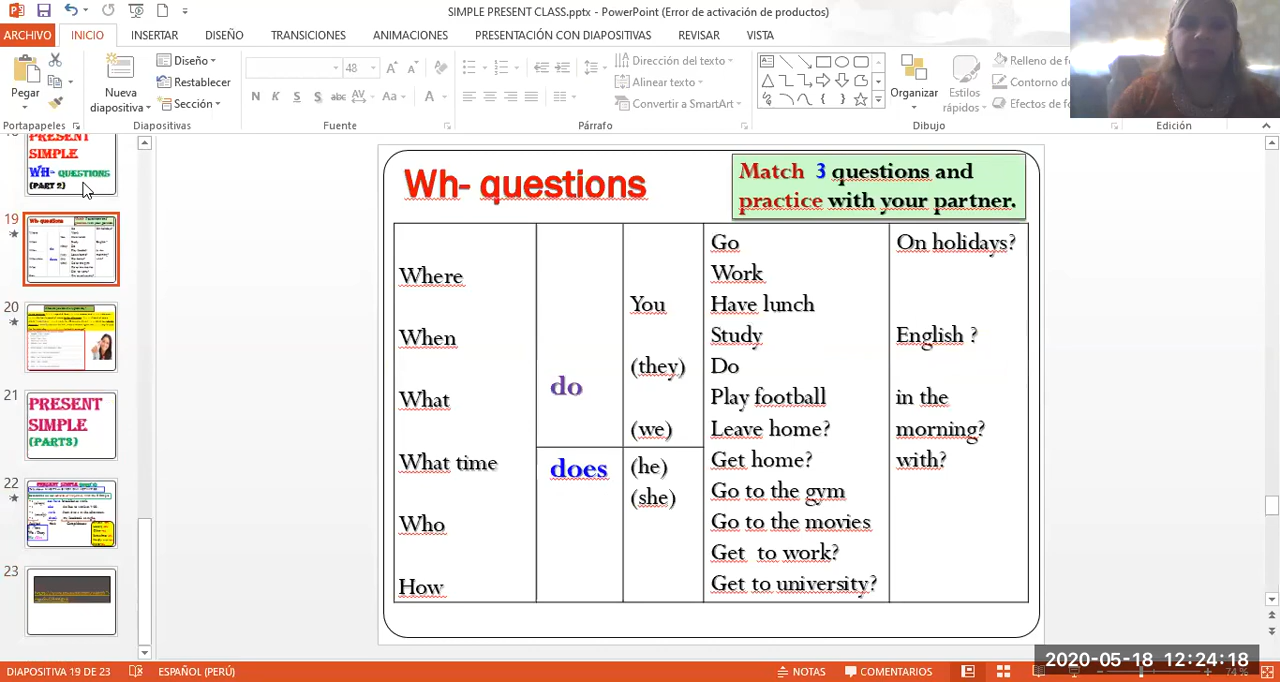 SIMPLE PRESENT CLASS.pptx - PowerPoint (Error de activación de productos)
ARCHIVO INICIO INSERTAR DISEÑO TRANSICIONES ANIMACIONES PRESENTACIÓN CON DIAPOSITIVAS REVISAR VISTA
Pegar
Nueva
diapositiva
Diseño
Restablecer
Sección
48
N K S S abc AV Aa A
Dirección del texto
Alinear texto
Convertir a SmartArt
Organizar
Estilos
rápidos
Relleno de
Contorno de
Efectos de
Portapapeles Diapositivas Fuente Párrafo Dibujo Edición
PRESENT
SIMPLE
WH- QUESTIONS
(PART 2)
19
20
21
PRESENT
SIMPLE
(PART3)
22
23
Wh- questions
Match 3 questions and
practice with your partner.
Where
When
What
What time
Who
How
do
does
You
(they)
(we)
(he)
(she)
Go
Work
Have lunch
Study
Do
Play football
Leave home?
Get home?
Go to the gym
Go to the movies
Get to work?
Get to university?
On holidays?
English ?
in the
morning?
with?
2020-05-18 12:24:18
DIAPOSITIVA 19 DE 23 ESPAÑOL (PERÚ) NOTAS COMENTARIOS 74 %